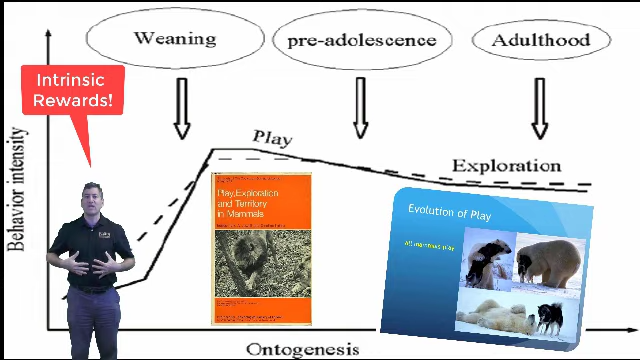 Weaning
pre-adolescence
Adulthood
Intrinsic
Rewards!
Play
Exploration
Behavior intensity
Play, Exploration
and Territory
in Mammals
Evolution of Play
All mammals play
Ontogenesis